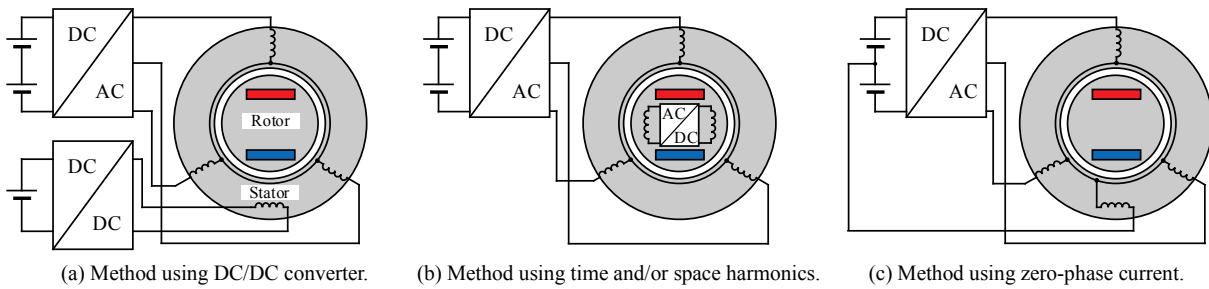 DC
AC
Rotor
DC
DC
Stator
(a) Method using DC/DC converter.
DC
AC
AC
DC
(b) Method using time and/or space harmonics.
DC
AC
(c) Method using zero-phase current.